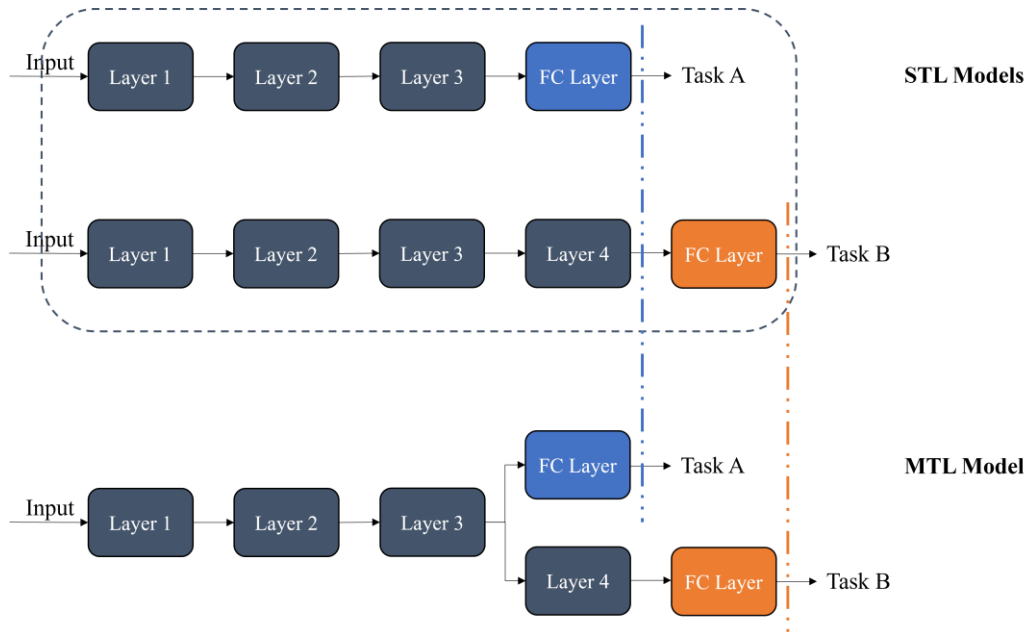 Input
Layer 1
Layer 2
Layer 3
FC Layer
Task A
STL Models
Input
Layer 1
Layer 2
Layer 3
Layer 4
FC Layer
Task B
FC Layer
Task A
MTL Model
Input
Layer 1
Layer 2
Layer 3
Layer 4
FC Layer
Task B